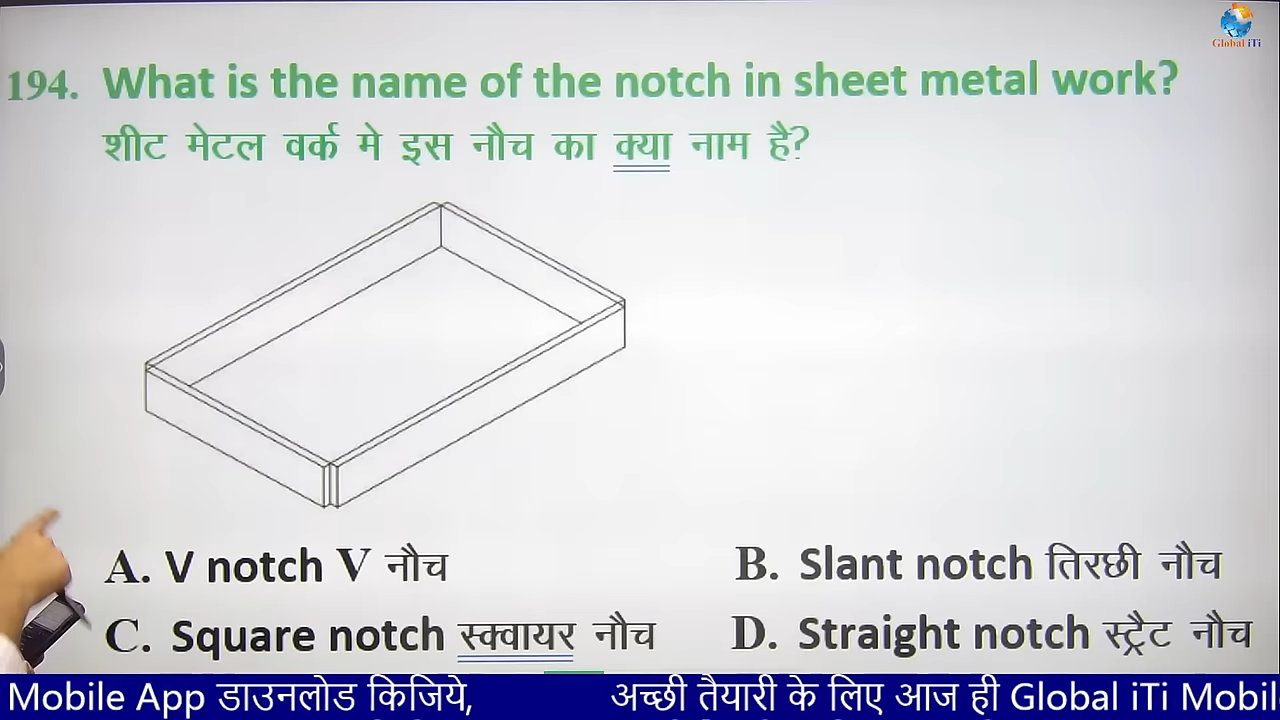 Global iTi
194. What is the name of the notch in sheet metal work?
शीट मेटल वर्क मे इस नौच का क्या नाम है?
A. V notch V नौच
B. Slant notch तिरछी नौच
C. Square notch स्क्वायर नौच
D. Straight notch स्ट्रैट नौच
Mobile App डाउनलोड किजिये, अच्छी तैयारी के लिए आज ही Global iTi Mobil